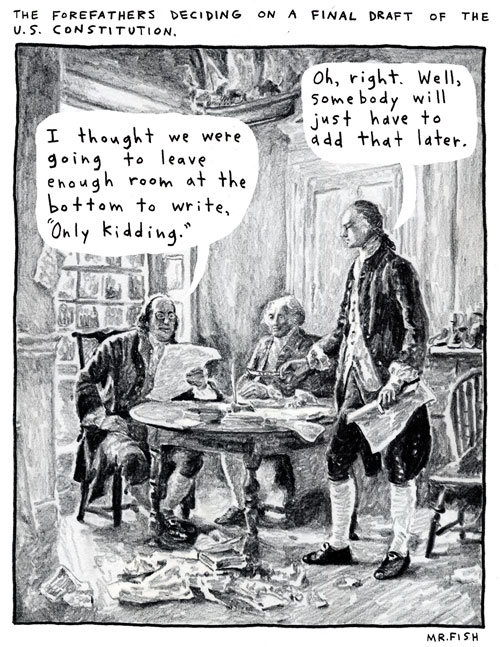 THE FOREFATHERS DECIDING ON A FINAL DRAFT OF THE
U.S. CONSTITUTION.
I thought we were
going to leave
enough room at the
bottom to write,
"Only kidding."
Oh, right. Well,
somebody will
just have to
add that later.
MR.FISH